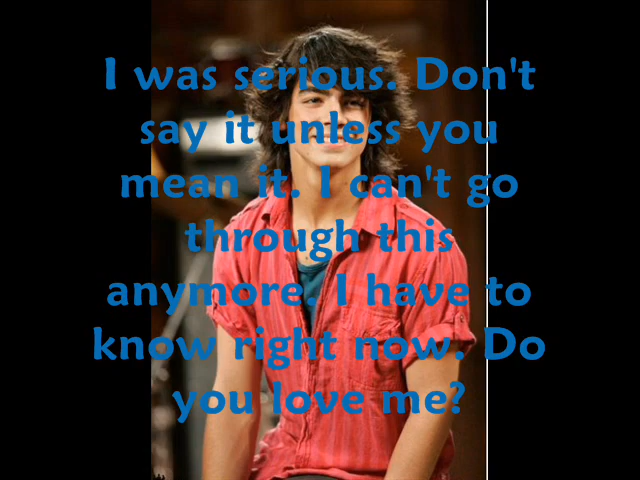 I was serious. Don't
say it unless you
mean it. I can't go
through this
anymore. I have to
know right now. Do
you love me?